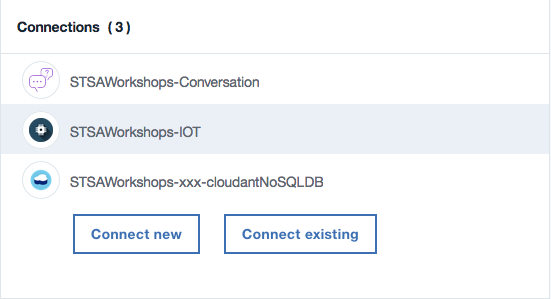 Connections ( 3 )
STSAWorkshops-Conversation
STSAWorkshops-IOT
STSAWorkshops-xxx-cloudantNoSQLDB
Connect new Connect existing